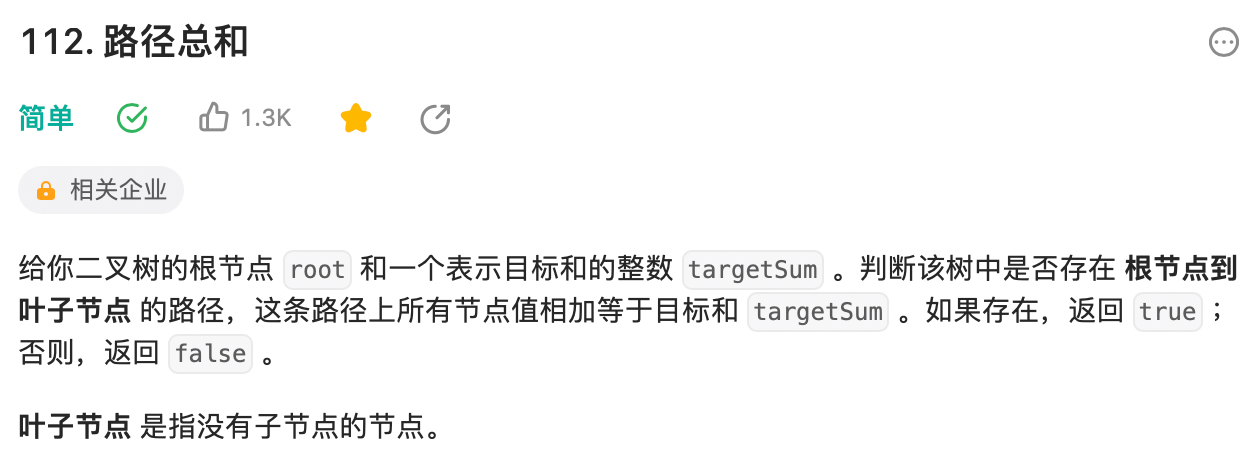 112. 路径总和
简单 1.3K
相关企业
给你二叉树的根节点 root 和一个表示目标和的整数 targetSum 。判断该树中是否存在 根节点到
叶子节点 的路径，这条路径上所有节点值相加等于目标和 targetSum 。如果存在，返回 true ；
否则，返回 false 。
叶子节点 是指没有子节点的节点。